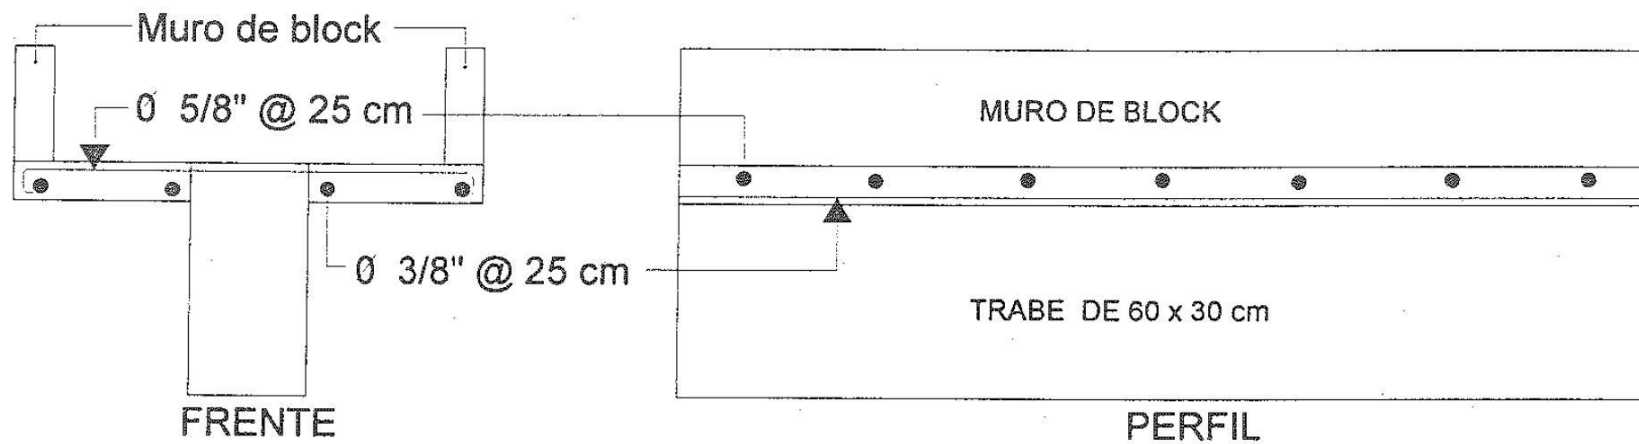 Muro de block
Ø 5/8" @ 25 cm
MURO DE BLOCK
Ø 3/8" @ 25 cm
TRABE DE 60 x 30 cm
FRENTE
PERFIL